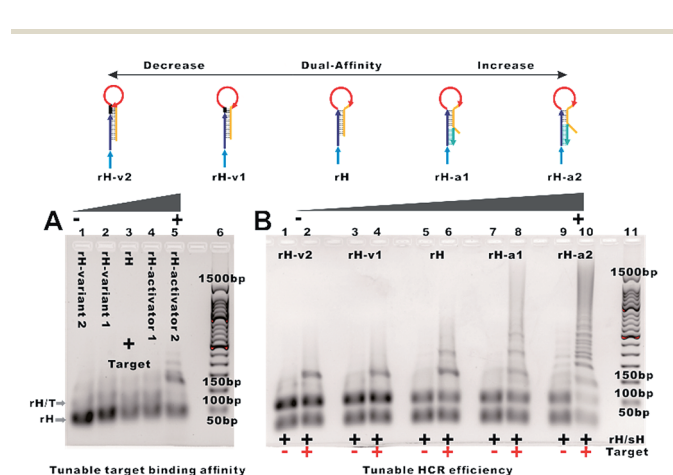 Decrease Dual-Affinity Increase
rH-v2 rH-v1 rH rH-a1 rH-a2
A - + B - +
1 2 3 4 5 6
1 2 3 4 5 6 7 8 9 10 11
rH-variant 2
rH-variant 1
rH
rH-activator 1
rH-activator 2
+
Target
1500bp
150bp
100bp
50bp
rH/T
rH
rH-v2 rH-v1 rH rH-a1 rH-a2
1500bp
150bp
100bp
50bp
+ + + + + + + + + + rH/sH
- + - + - + - + - + Target
Tunable target binding affinity
Tunable HCR efficiency